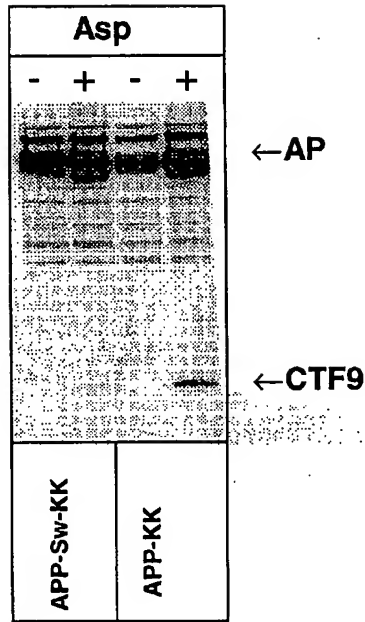 Asp
- + - +
←AP
←CTF9
APP-Sw-KK
APP-KK